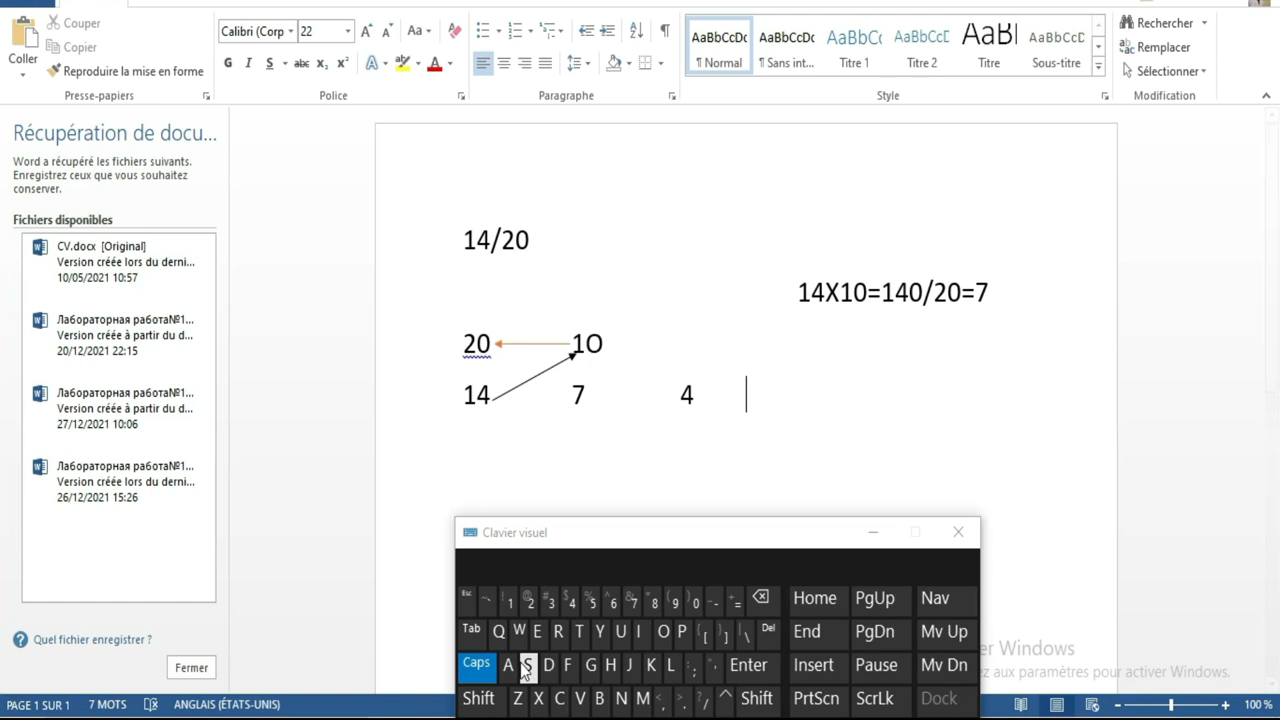 Couper
Copier
Coller
Reproduire la mise en forme
Presse-papiers
Calibri (Corp
22
Police
Paragraphe
AaBbCcDc
¶ Normal
AaBbCcDc
¶ Sans int...
AaBbCc
Titre 1
AaBbCcE
Titre 2
AaBl
Titre
AaBbCcD
Sous-titre
Style
Rechercher
Remplacer
Sélectionner
Modification
Récupération de docu...
Word a récupéré les fichiers suivants.
Enregistrez ceux que vous souhaitez
conserver.
Fichiers disponibles
CV.docx [Original]
Version créée lors du derni...
10/05/2021 10:57
Лабораторная работа№1...
Version créée à partir du d...
20/12/2021 22:15
Лабораторная работа№1...
Version créée à partir du d...
27/12/2021 10:06
Лабораторная работа№1...
Version créée lors du derni...
26/12/2021 15:26
Quel fichier enregistrer ?
Fermer
14/20
14X10=140/20=7
20 1O
14 7 4
Clavier visuel
Esc ~ ` ! 1 @ 2 # 3 $ 4 % 5 ^ 6 & 7 * 8 ( 9 ) 0 _ - + = Home PgUp Nav
Tab Q W E R T Y U I O P { [ } ] | \ Del End PgDn Mv Up
Caps A S D F G H J K L : ; " ' Enter Insert Pause Mv Dn
Shift Z X C V B N M < , > . ? / ^ Shift PrtScn ScrLk Dock
er Windows
mètres pour activer Windows.
PAGE 1 SUR 1 7 MOTS ANGLAIS (ÉTATS-UNIS) 100 %